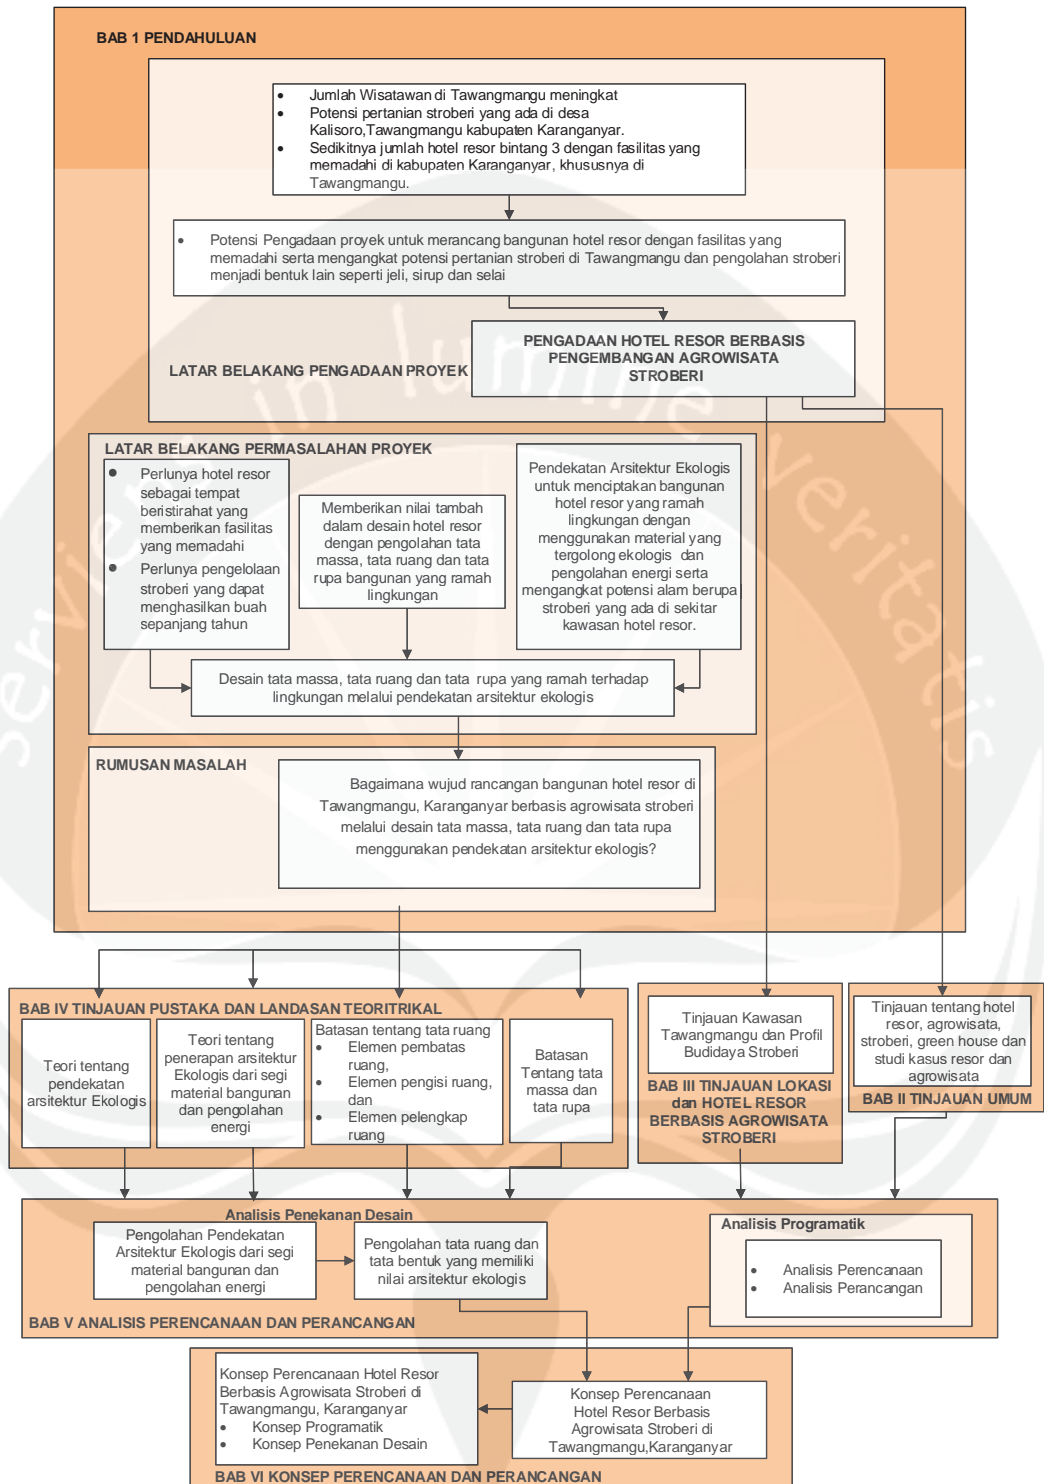 BAB 1 PENDAHULUAN
• Jumlah Wisatawan di Tawangmangu meningkat
• Potensi pertanian stroberi yang ada di desa
Kalisoro,Tawangmangu kabupaten Karanganyar.
• Sedikitnya jumlah hotel resor bintang 3 dengan fasilitas yang
memadahi di kabupaten Karanganyar, khususnya di
Tawangmangu.
• Potensi Pengadaan proyek untuk merancang bangunan hotel resor dengan fasilitas yang
memadahi serta mengangkat potensi pertanian stroberi di Tawangmangu dan pengolahan stroberi
menjadi bentuk lain seperti jeli, sirup dan selai
PENGADAAN HOTEL RESOR BERBASIS
PENGEMBANGAN AGROWISATA
STROBERI
LATAR BELAKANG PENGADAAN PROYEK
LATAR BELAKANG PERMASALAHAN PROYEK
• Perlunya hotel resor
sebagai tempat
beristirahat yang
memberikan fasilitas
yang memadahi
• Perlunya pengelolaan
stroberi yang dapat
menghasilkan buah
sepanjang tahun
Memberikan nilai tambah
dalam desain hotel resor
dengan pengolahan tata
massa, tata ruang dan tata
rupa bangunan yang ramah
lingkungan
Pendekatan Arsitektur Ekologis
untuk menciptakan bangunan
hotel resor yang ramah
lingkungan dengan
menggunakan material yang
tergolong ekologis dan
pengolahan energi serta
mengangkat potensi alam berupa
stroberi yang ada di sekitar
kawasan hotel resor.
Desain tata massa, tata ruang dan tata rupa yang ramah terhadap
lingkungan melalui pendekatan arsitektur ekologis
RUMUSAN MASALAH
Bagaimana wujud rancangan bangunan hotel resor di
Tawangmangu, Karanganyar berbasis agrowisata stroberi
melalui desain tata massa, tata ruang dan tata rupa
menggunakan pendekatan arsitektur ekologis?
BAB IV TINJAUAN PUSTAKA DAN LANDASAN TEORITRIKAL
Teori tentang
pendekatan
arsitektur Ekologis
Teori tentang
penerapan arsitektur
Ekologis dari segi
material bangunan
dan pengolahan
energi
Batasan tentang tata ruang
• Elemen pembatas
ruang,
• Elemen pengisi ruang,
dan
• Elemen pelengkap
ruang
Batasan
Tentang tata
massa dan
tata rupa
Tinjauan Kawasan
Tawangmangu dan Profil
Budidaya Stroberi
BAB III TINJAUAN LOKASI
dan HOTEL RESOR
BERBASIS AGROWISATA
STROBERI
Tinjauan tentang hotel
resor, agrowisata,
stroberi, green house dan
studi kasus resor dan
agrowisata
BAB II TINJAUAN UMUM
Analisis Penekanan Desain
Pengolahan Pendekatan
Arsitektur Ekologis dari segi
material bangunan dan
pengolahan energi
Pengolahan tata ruang dan
tata bentuk yang memiliki
nilai arsitektur ekologis
Analisis Programatik
• Analisis Perencanaan
• Analisis Perancangan
BAB V ANALISIS PERENCANAAN DAN PERANCANGAN
Konsep Perencanaan Hotel Resor
Berbasis Agrowisata Stroberi di
Tawangmangu, Karanganyar
• Konsep Programatik
• Konsep Penekanan Desain
Konsep Perencanaan
Hotel Resor Berbasis
Agrowisata Stroberi di
Tawangmangu,Karanganyar
BAB VI KONSEP PERENCANAAN DAN PERANCANGAN
serviens in lumine veritatis